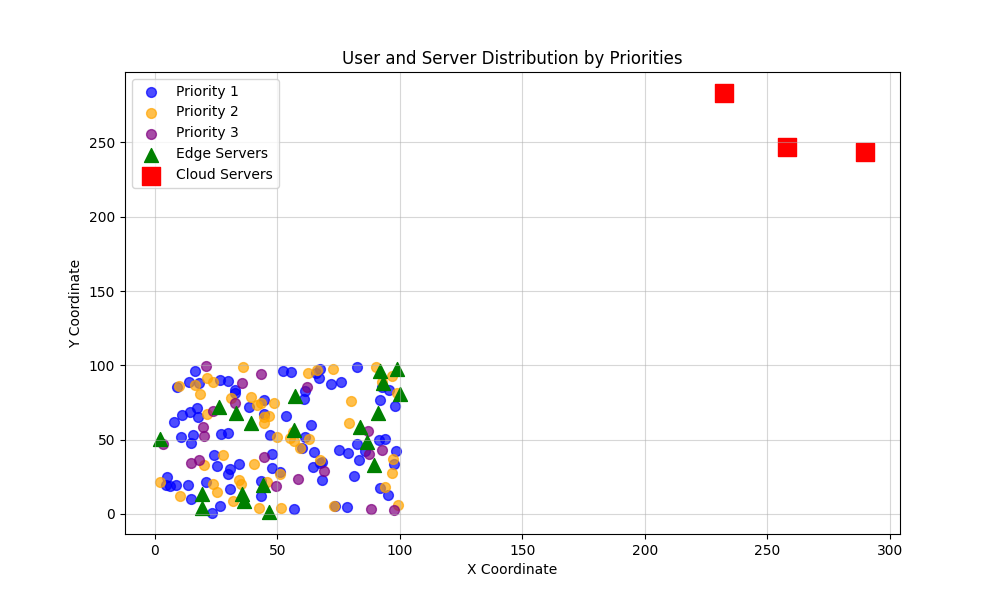 User and Server Distribution by Priorities
Priority 1
Priority 2
Priority 3
Edge Servers
Cloud Servers
Y Coordinate
250
200
150
100
50
0
0 50 100 150 200 250 300
X Coordinate